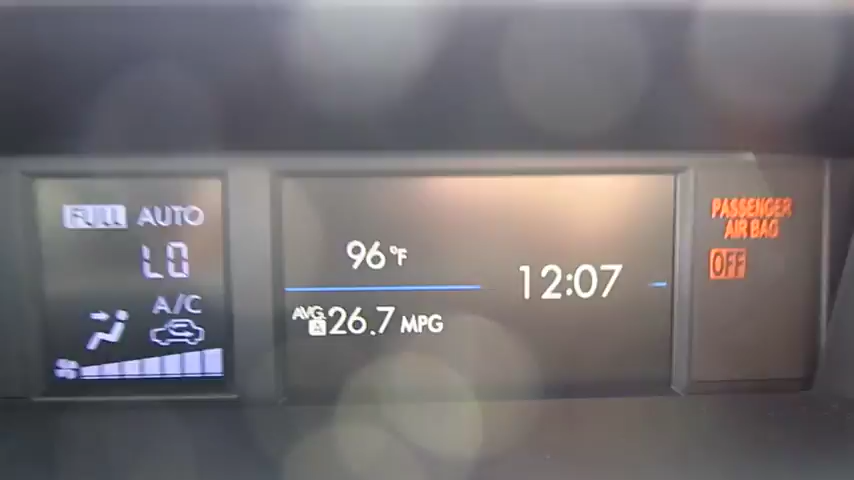 FULL AUTO
LO
A/C
96 °F
AVG.
A 26.7 MPG
12:07
PASSENGER
AIR BAG
OFF